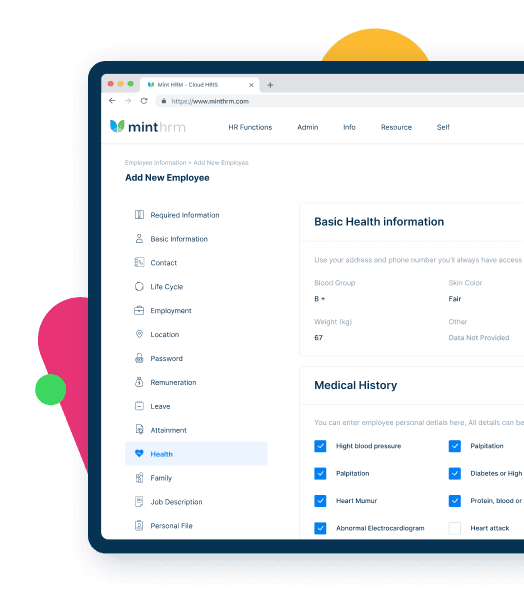 Mint HRM - Cloud HRIS
https://www.minthrm.com
minthrm
HR Functions Admin Info Resource Self
Employee Information > Add New Employee
Add New Employee
Required Information
Basic Information
Contact
Life Cycle
Employment
Location
Password
Remuneration
Leave
Attainment
Health
Family
Job Description
Personal File
Basic Health information
Use your address and phone number you'll always have access
Blood Group Skin Color
B + Fair
Weight (kg) Other
67 Data Not Provided
Medical History
You can enter employee personal detials here, All details can be
Hight blood pressure Palpitation
Palpitation Diabetes or High
Heart Mumur Protein, blood or
Abnormal Electrocardiogram Heart attack